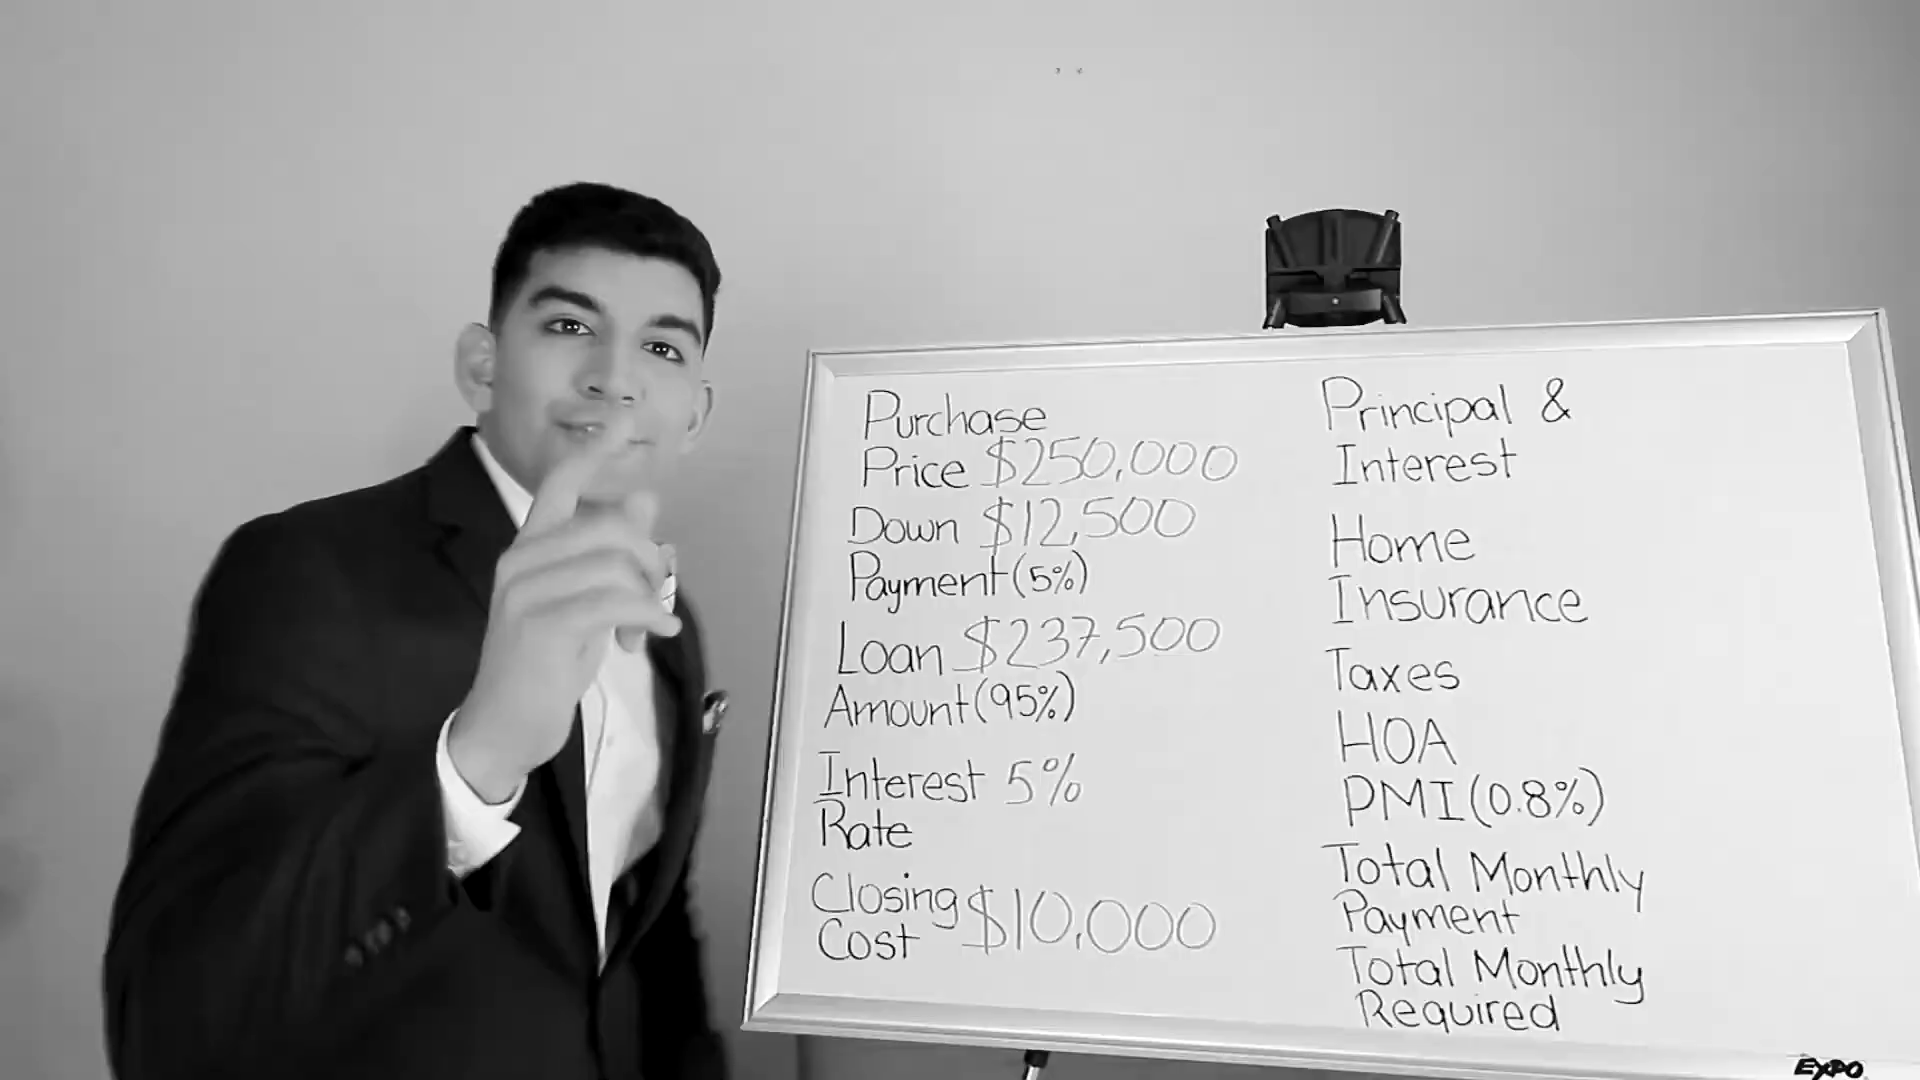 Purchase
Price $250,000
Down $12,500
Payment (5%)
Loan $237,500
Amount (95%)
Interest 5%
Rate
Closing $10,000
Cost
Principal &
Interest
Home
Insurance
Taxes
HOA
PMI (0.8%)
Total Monthly
Payment
Total Monthly
Required
EXPO